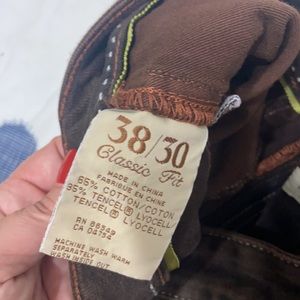 38/30
Classic Fit
MADE IN CHINA
FABRIQUE EN CHINE
65% COTTON/COTON
35% TENCEL® LYOCELL/
TENCEL® LYOCELL
RN 88549
CA 04754
MACHINE WASH WARM
SEPARATELY
WASH INSIDE OUT